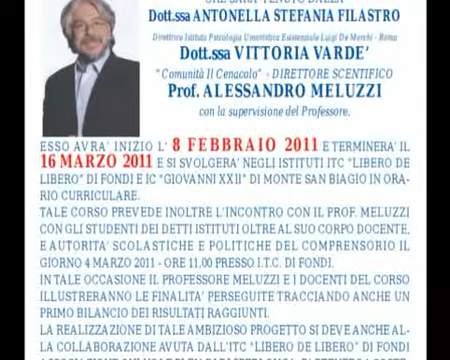 CHE SARA' TENUTO DALLA
Dott.ssa ANTONELLA STEFANIA FILASTRO
Direttrice Istituto Psicologia Umanistica Esistenziale Luigi De Marchi - Roma
Dott.ssa VITTORIA VARDE'
"Comunità Il Cenacolo" - DIRETTORE SCENTIFICO
Prof. ALESSANDRO MELUZZI
con la supervisione del Professore.
ESSO AVRA' INIZIO L' 8 FEBBRAIO 2011 E TERMINERA' IL
16 MARZO 2011 E SI SVOLGERA' NEGLI ISTITUTI ITC "LIBERO DE
LIBERO" DI FONDI E IC "GIOVANNI XXII" DI MONTE SAN BIAGIO IN ORA-
RIO CURRICULARE.
TALE CORSO PREVEDE INOLTRE L'INCONTRO CON IL PROF. MELUZZI
CON GLI STUDENTI DEI DETTI ISTITUTI OLTRE AL SUO CORPO DOCENTE,
E AUTORITA' SCOLASTICHE E POLITICHE DEL COMPRENSORIO IL
GIORNO 4 MARZO 2011 - ORE 11,00 PRESSO I.T.C. DI FONDI.
IN TALE OCCASIONE IL PROFESSORE MELUZZI E I DOCENTI DEL CORSO
ILLUSTRERANNO LE FINALITA' PERSEGUITE TRACCIANDO ANCHE UN
PRIMO BILANCIO DEI RISULTATI RAGGIUNTI.
LA REALIZZAZIONE DI TALE AMBIZIOSO PROGETTO SI DEVE ANCHE AL-
LA COLLABORAZIONE AVUTA DALL'ITC "LIBERO DE LIBERO" DI FONDI